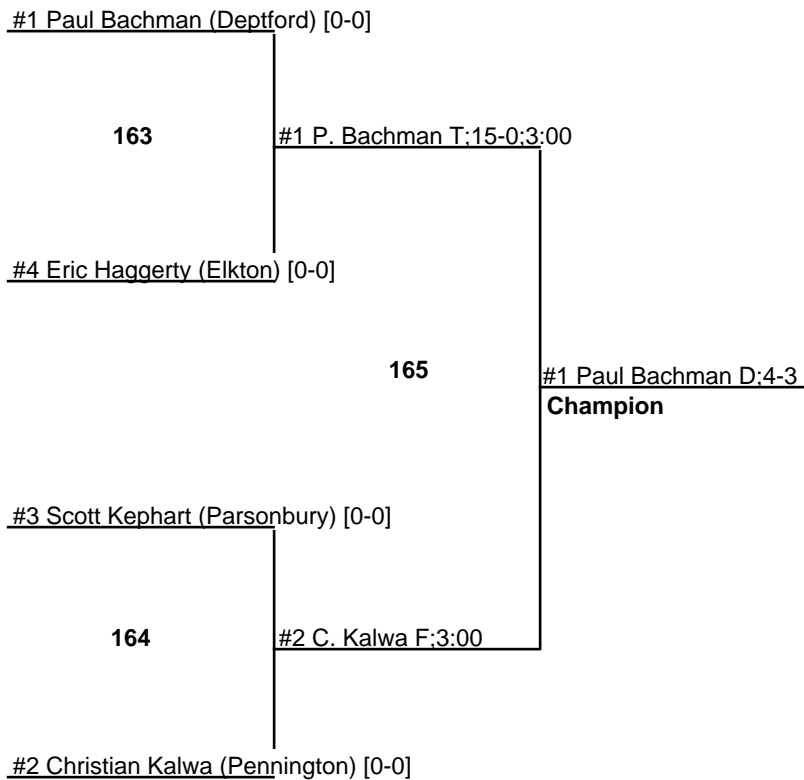 #1 Paul Bachman (Deptford) [0-0]
163
#1 P. Bachman T;15-0;3:00
#4 Eric Haggerty (Elkton) [0-0]
165
#1 Paul Bachman D;4-3
Champion
#3 Scott Kephart (Parsonbury) [0-0]
164
#2 C. Kalwa F;3:00
#2 Christian Kalwa (Pennington) [0-0]